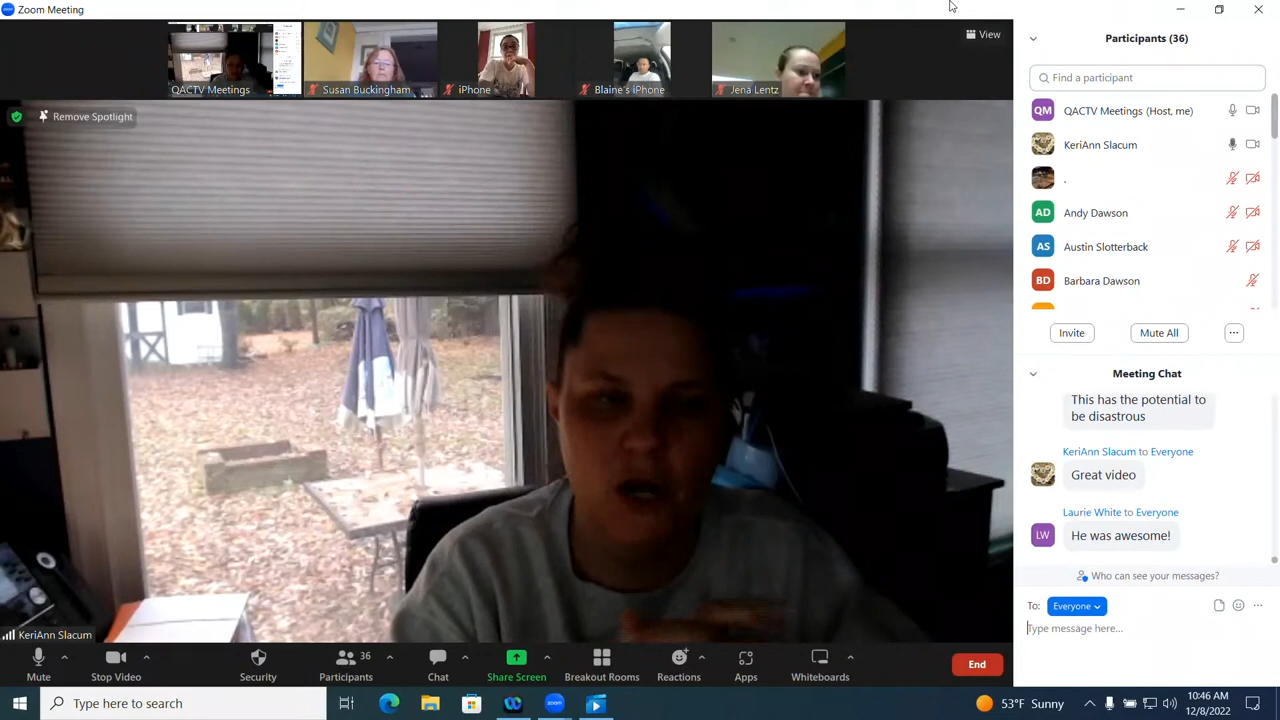 Zoom Meeting
QACTV Meetings
Susan Buckingham
iPhone
Blaine's iPhone
Jena Lentz
View
Remove Spotlight
KeriAnn Slacum
Participants (36)
Find a participant
QM QACTV Meetings (Host, me)
KeriAnn Slacum
.
AD Andy Dawson
AS Austin Slotterback
BD Barbara Dawson
Invite
Mute All
...
Meeting Chat
This has the potential to
be disastrous
KeriAnn Slacum to Everyone
Great video
Laurie White to Everyone
LW He was awesome!
Who can see your messages?
To: Everyone
Type message here...
Mute
Stop Video
Security
36
Participants
Chat
Share Screen
Breakout Rooms
Reactions
Apps
Whiteboards
End
Type here to search
zoom
53°F Sunny
10:46 AM
12/8/2022